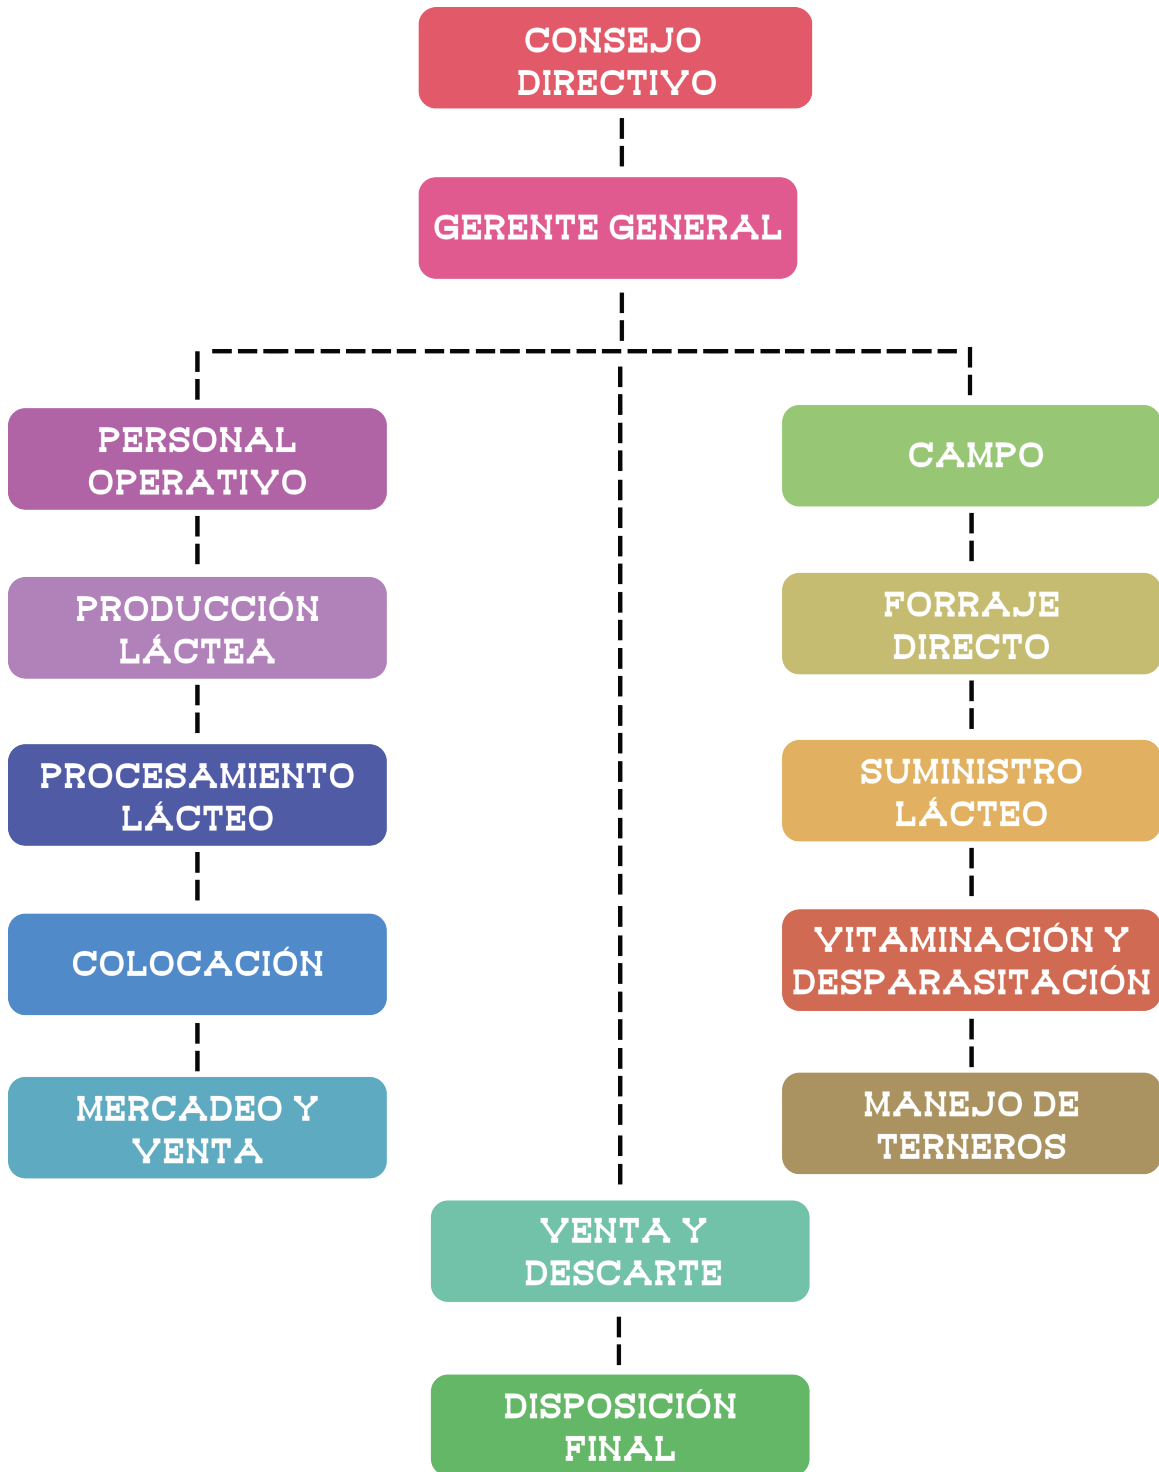 CONSEJO
DIRECTIVO
GERENTE GENERAL
PERSONAL
OPERATIVO
PRODUCCIÓN
LÁCTEA
PROCESAMIENTO
LÁCTEO
COLOCACIÓN
MERCADEO Y
VENTA
CAMPO
FORRAJE
DIRECTO
SUMINISTRO
LÁCTEO
VITAMINACIÓN Y
DESPARASITACIÓN
MANEJO DE
TERNEROS
VENTA Y
DESCARTE
DISPOSICIÓN
FINAL